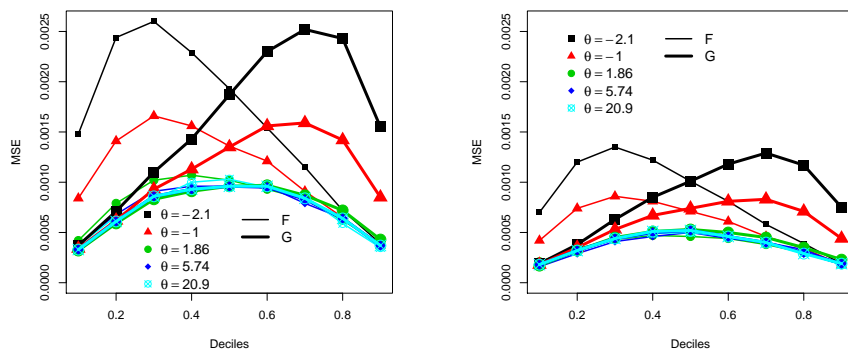 0.0025
0.0020
0.0015
0.0010
0.0005
0.0000
MSE
θ = −2.1
θ = −1
θ = 1.86
θ = 5.74
θ = 20.9
F
G
0.2 0.4 0.6 0.8
Deciles
0.0025
0.0020
0.0015
0.0010
0.0005
0.0000
MSE
θ = −2.1
θ = −1
θ = 1.86
θ = 5.74
θ = 20.9
F
G
0.2 0.4 0.6 0.8
Deciles